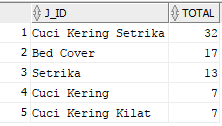 J_ID TOTAL
1 Cuci Kering Setrika 32
2 Bed Cover 17
3 Setrika 13
4 Cuci Kering 7
5 Cuci Kering Kilat 7